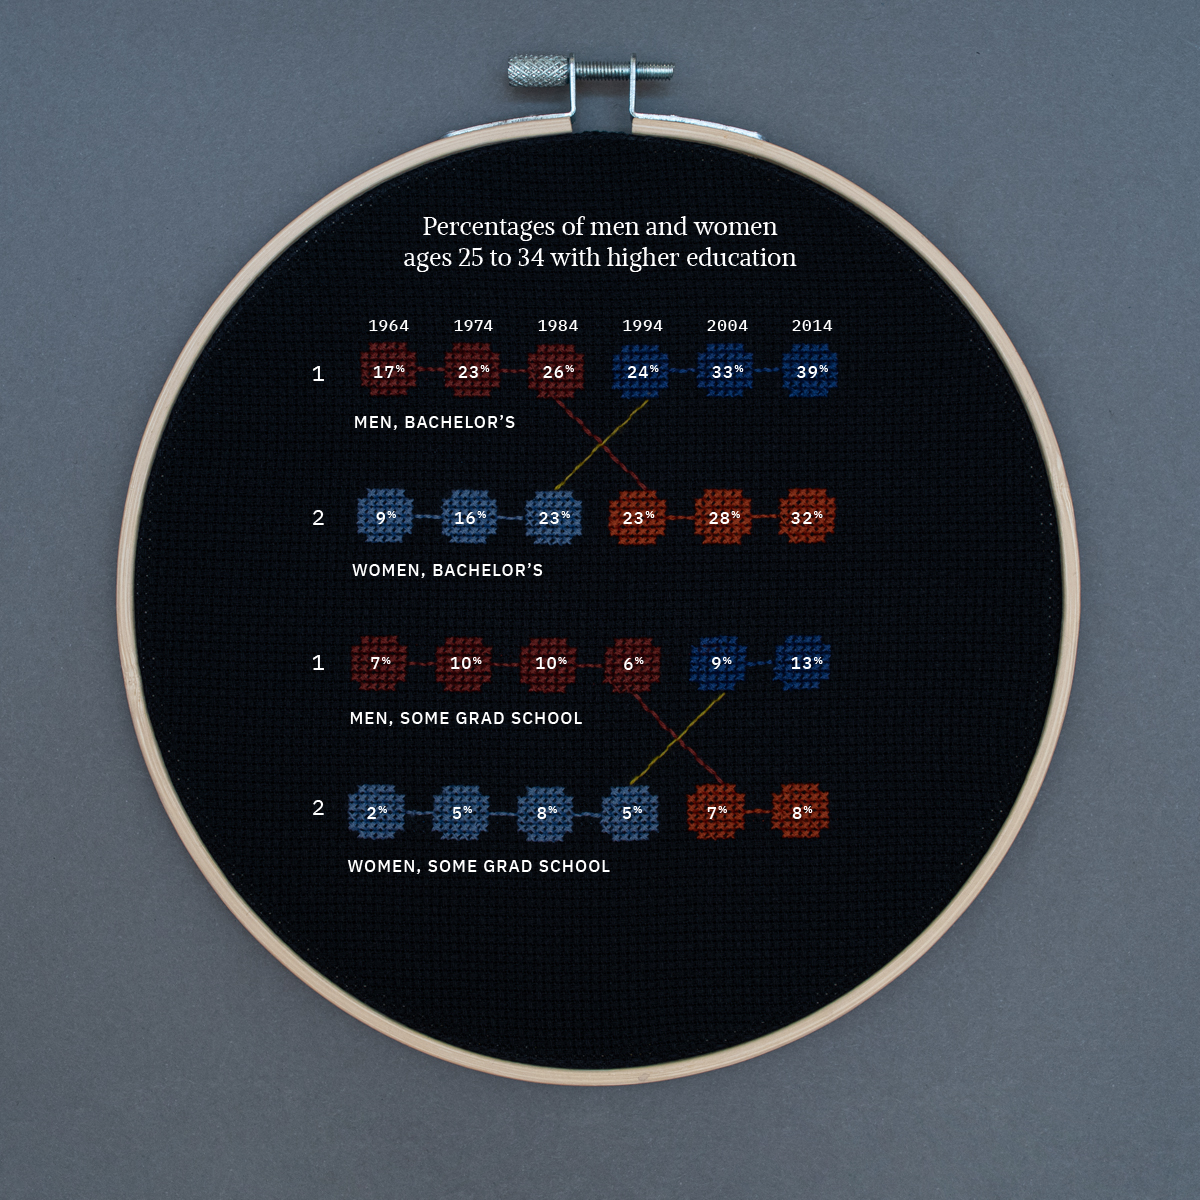 Percentages of men and women
ages 25 to 34 with higher education
1964 1974 1984 1994 2004 2014
1 17% 23% 26% 24% 33% 39%
MEN, BACHELOR’S
2 9% 16% 23% 23% 28% 32%
WOMEN, BACHELOR’S
1 7% 10% 10% 6% 9% 13%
MEN, SOME GRAD SCHOOL
2 2% 5% 8% 5% 7% 8%
WOMEN, SOME GRAD SCHOOL